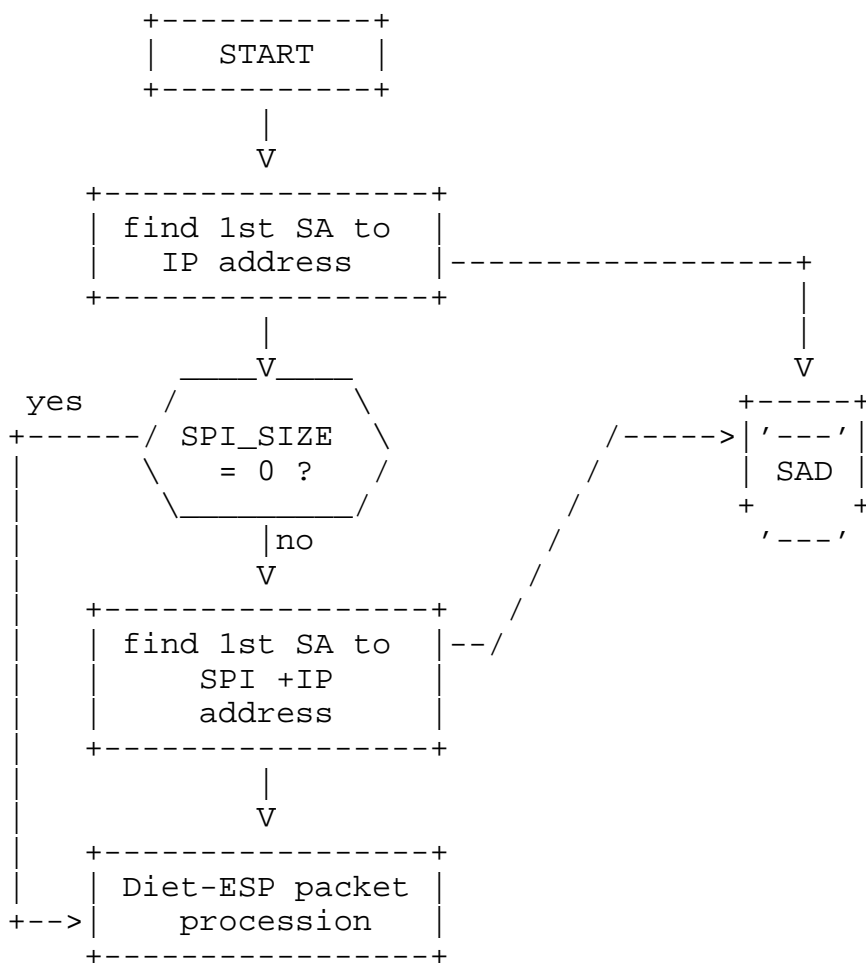 START
find 1st SA to
IP address
yes
SPI_SIZE
= 0 ?
SAD
no
find 1st SA to
SPI +IP
address
Diet-ESP packet
procession